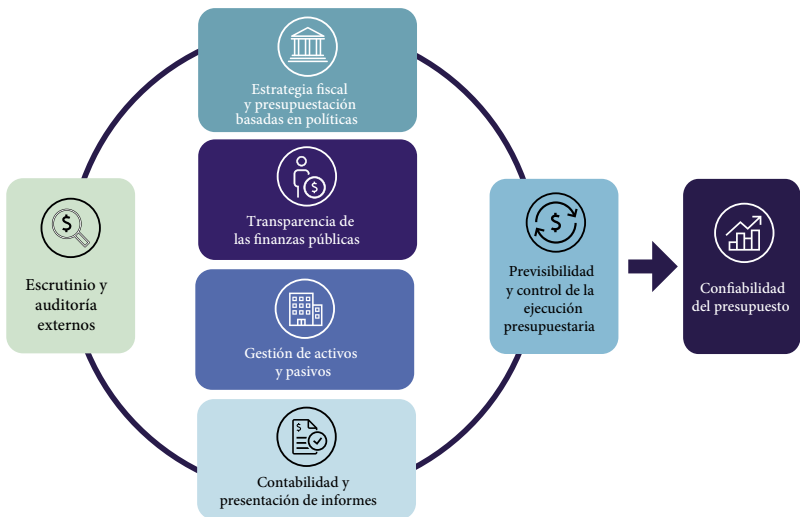 Estrategia fiscal
y presupuestación
basadas en políticas
$
Transparencia de
las finanzas públicas
$
Escrutinio y
auditoría
externos
$
Previsibilidad
y control de la
ejecución
presupuestaria
Confiabilidad
del presupuesto
Gestión de activos
y pasivos
$
Contabilidad y
presentación de informes